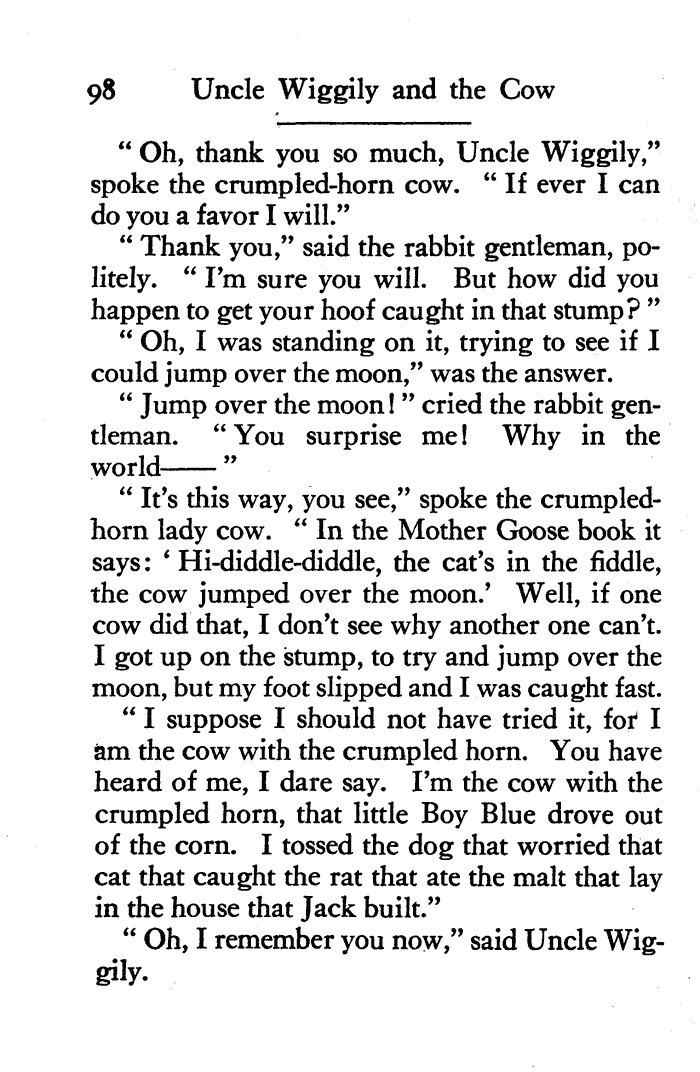 98 Uncle Wiggily and the Cow
“ Oh, thank you so much, Uncle Wiggily,”
spoke the crumpled-horn cow. “ If ever I can
do you a favor I will.”
“ Thank you,” said the rabbit gentleman, po-
litely. “ I’m sure you will. But how did you
happen to get your hoof caught in that stump? ”
“ Oh, I was standing on it, trying to see if I
could jump over the moon,” was the answer.
“ Jump over the moon! ” cried the rabbit gen-
tleman. “ You surprise me! Why in the
world—— ”
“ It’s this way, you see,” spoke the crumpled-
horn lady cow. “ In the Mother Goose book it
says: ‘ Hi-diddle-diddle, the cat’s in the fiddle,
the cow jumped over the moon.’ Well, if one
cow did that, I don’t see why another one can’t.
I got up on the stump, to try and jump over the
moon, but my foot slipped and I was caught fast.
“ I suppose I should not have tried it, for I
am the cow with the crumpled horn. You have
heard of me, I dare say. I’m the cow with the
crumpled horn, that little Boy Blue drove out
of the corn. I tossed the dog that worried that
cat that caught the rat that ate the malt that lay
in the house that Jack built.”
“ Oh, I remember you now,” said Uncle Wig-
gily.